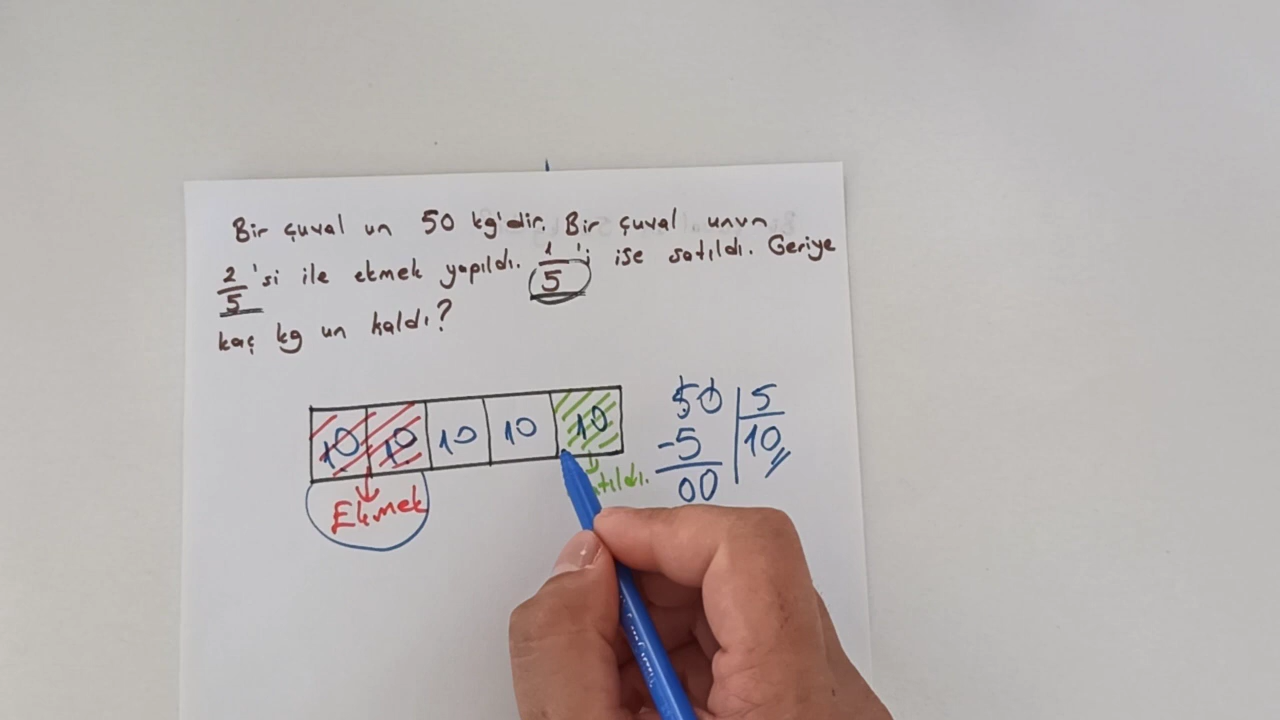 Bir çuval un 50 kg'dir. Bir çuval unun
2/5 'si ile ekmek yapıldı. 1/5 'i ise satıldı. Geriye
kaç kg un kaldı?
10 10 10 10 10
Ekmek
50 5
-5 10
00